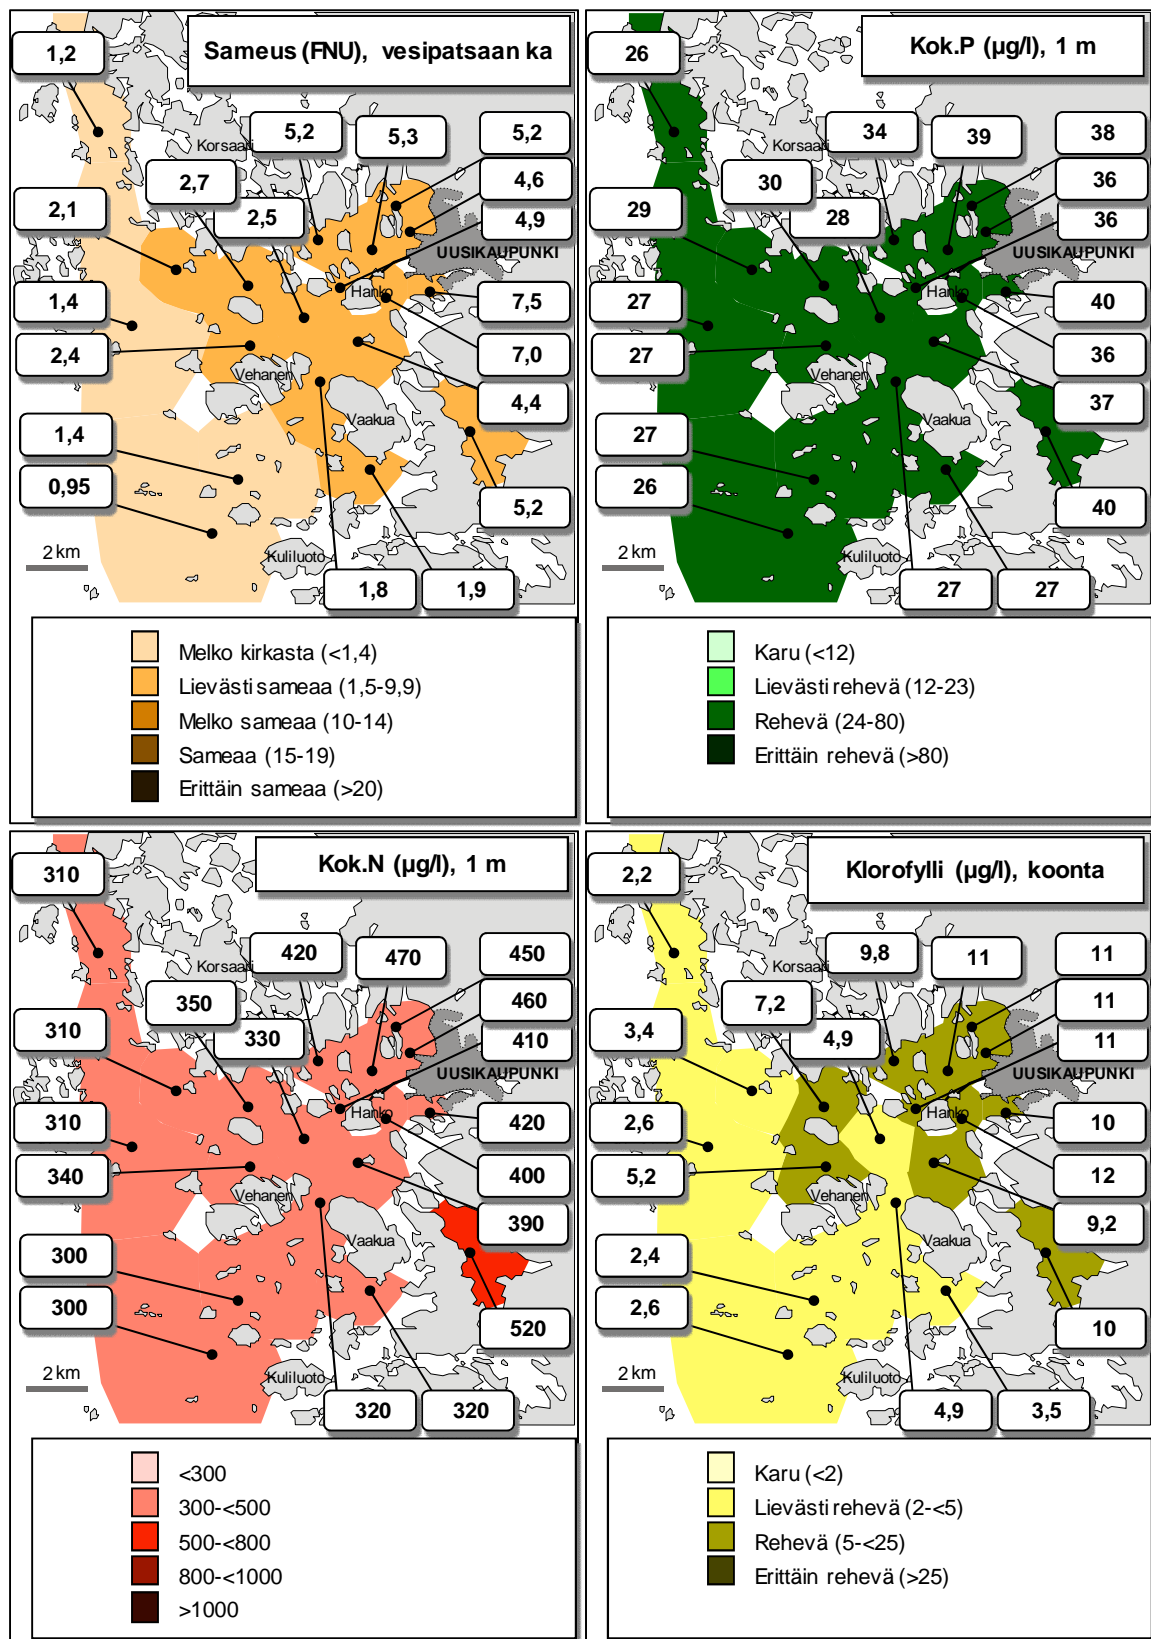 Sameus (FNU), vesipatsaan ka
1,2
5,2
5,3
5,2
Korsaari
2,7
4,6
2,1
2,5
4,9
UUSIKAUPUNKI
Hanko
1,4
7,5
2,4
7,0
Vehanen
4,4
Vaakua
1,4
0,95
5,2
2 km
Kuliluoto
1,8
1,9
Melko kirkasta (<1,4)
Lievästi sameaa (1,5-9,9)
Melko sameaa (10-14)
Sameaa (15-19)
Erittäin sameaa (>20)
Kok.P (µg/l), 1 m
26
34
39
38
Korsaari
30
36
29
28
36
UUSIKAUPUNKI
Hanko
27
40
27
36
Vehanen
37
Vaakua
27
26
40
2 km
Kuliluoto
27
27
Karu (<12)
Lievästi rehevä (12-23)
Rehevä (24-80)
Erittäin rehevä (>80)
Kok.N (µg/l), 1 m
310
420
470
450
Korsaari
350
460
310
330
410
UUSIKAUPUNKI
Hanko
310
420
340
400
Vehanen
390
Vaakua
300
300
520
2 km
Kuliluoto
320
320
<300
300-<500
500-<800
800-<1000
>1000
Klorofylli (µg/l), koonta
2,2
9,8
11
11
Korsaari
7,2
11
3,4
4,9
11
UUSIKAUPUNKI
Hanko
2,6
10
5,2
12
Vehanen
9,2
Vaakua
2,4
2,6
10
2 km
Kuliluoto
4,9
3,5
Karu (<2)
Lievästi rehevä (2-<5)
Rehevä (5-<25)
Erittäin rehevä (>25)